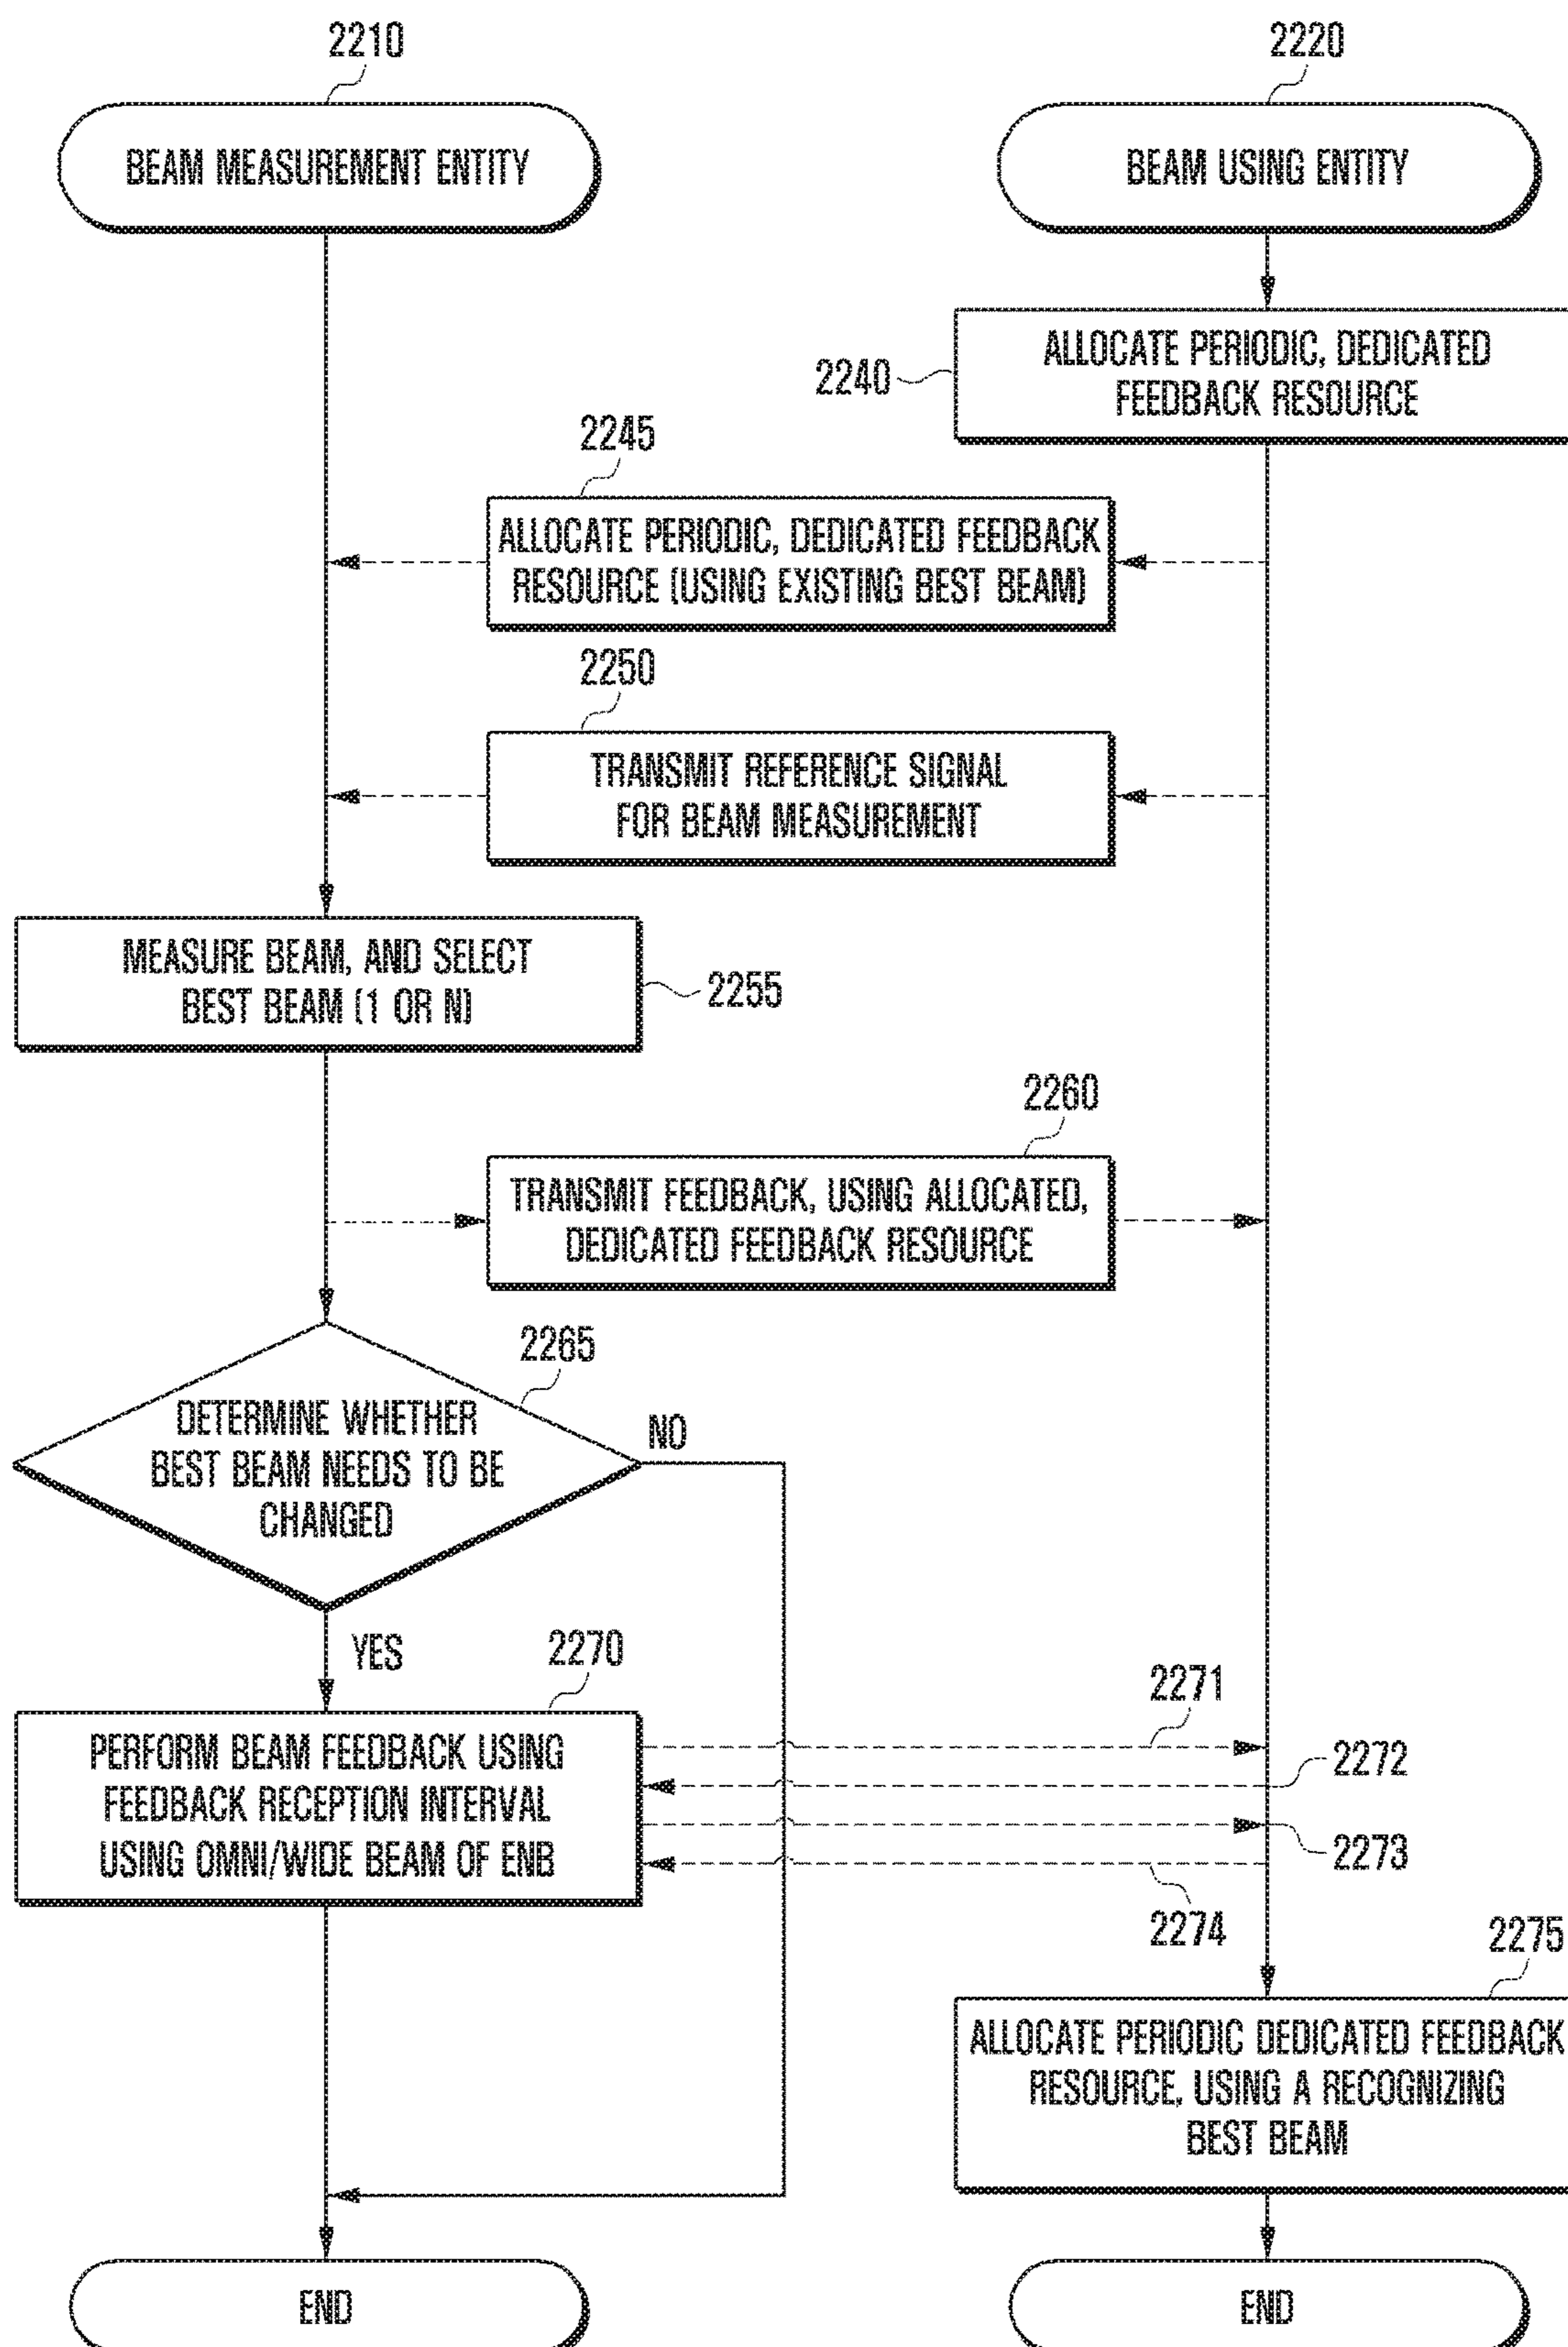 2210
2220
BEAM MEASUREMENT ENTITY
BEAM USING ENTITY
ALLOCATE PERIODIC, DEDICATED
FEEDBACK RESOURCE
2240
2245
ALLOCATE PERIODIC, DEDICATED FEEDBACK
RESOURCE (USING EXISTING BEST BEAM)
2250
TRANSMIT REFERENCE SIGNAL
FOR BEAM MEASUREMENT
MEASURE BEAM, AND SELECT
BEST BEAM (1 OR N)
2255
2260
TRANSMIT FEEDBACK, USING ALLOCATED,
DEDICATED FEEDBACK RESOURCE
2265
DETERMINE WHETHER
BEST BEAM NEEDS TO BE
CHANGED
NO
YES
2270
PERFORM BEAM FEEDBACK USING
FEEDBACK RECEPTION INTERVAL
USING OMNI/WIDE BEAM OF ENB
2271
2272
2273
2274
2275
ALLOCATE PERIODIC DEDICATED FEEDBACK
RESOURCE, USING A RECOGNIZING
BEST BEAM
END
END